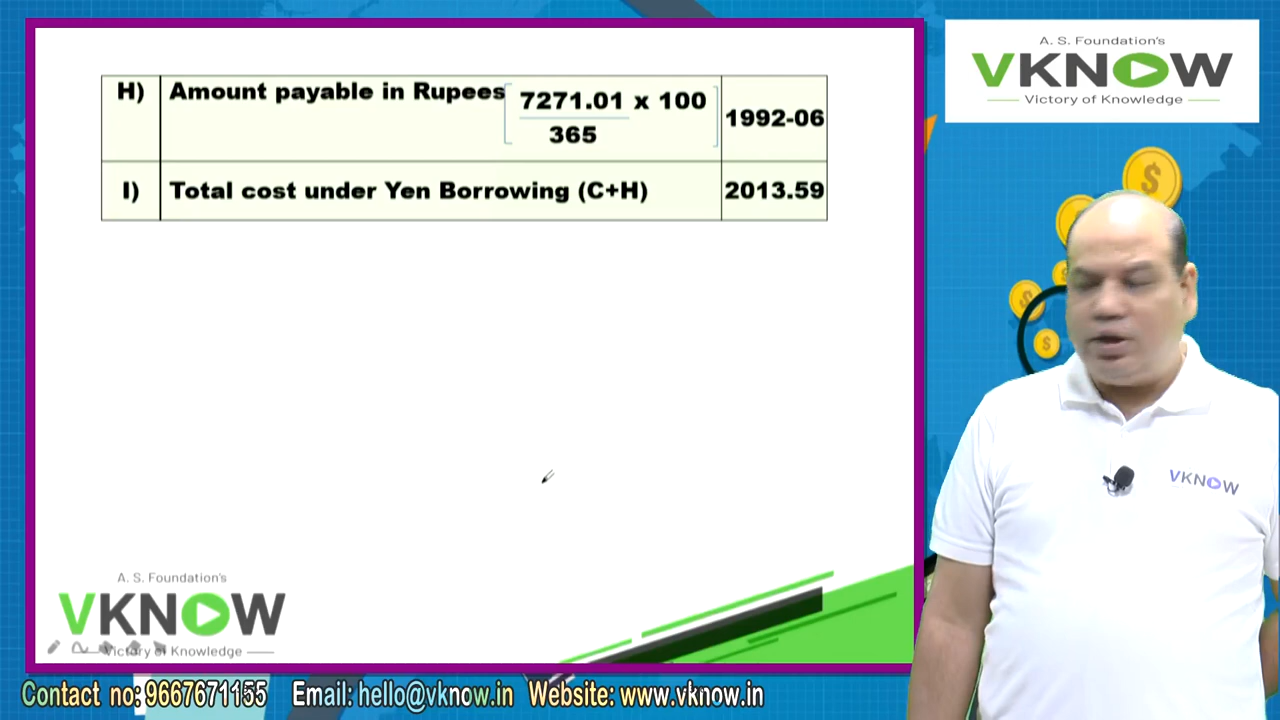 A. S. Foundation's
VKNOW
Victory of Knowledge
H) Amount payable in Rupees 7271.01 x 100 1992-06
365
I) Total cost under Yen Borrowing (C+H) 2013.59
VKNOW
A. S. Foundation's
VKNOW
Victory of Knowledge
Contact no: 9667671155 Email: hello@vknow.in Website: www.vknow.in